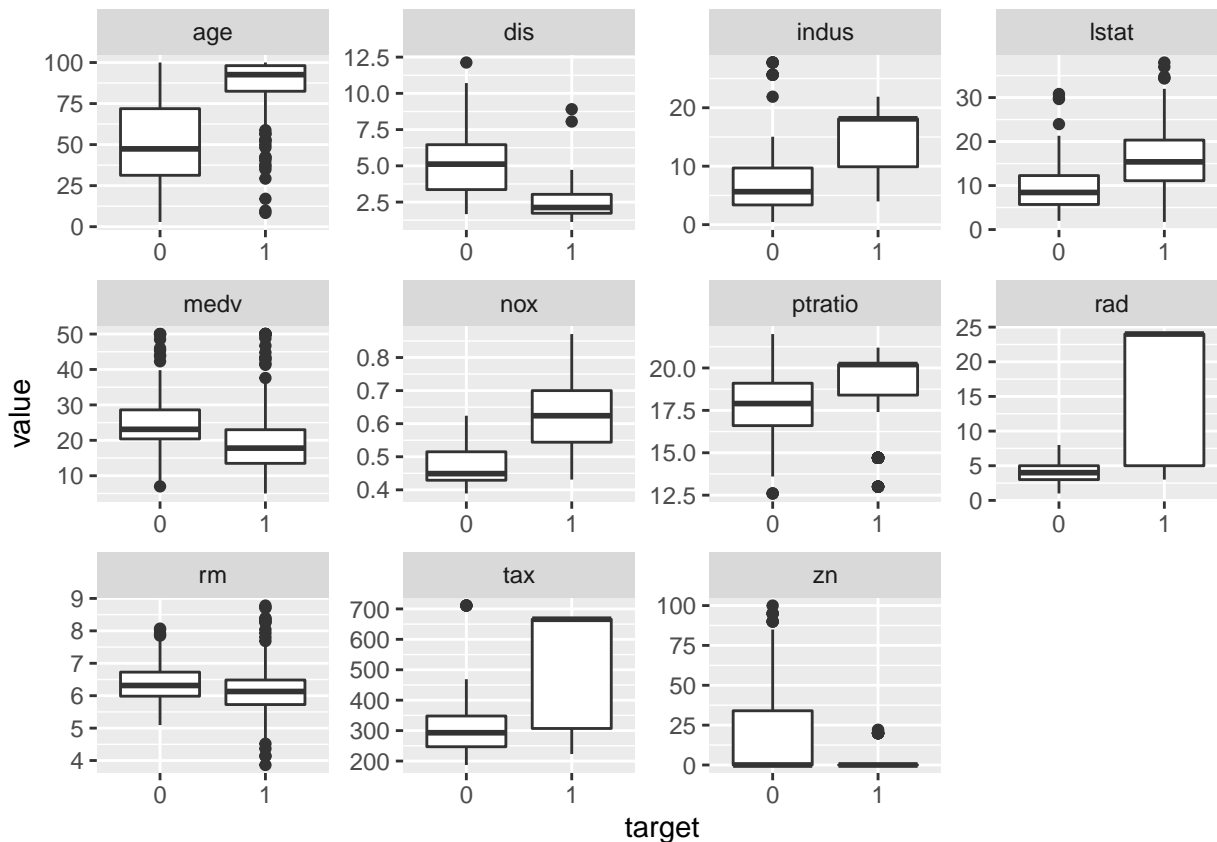 age dis indus lstat
100 75 50 25 0
12.5 10.0 7.5 5.0 2.5
20 10 0
30 20 10 0
0 1 0 1 0 1 0 1
medv nox ptratio rad
50 40 30 20 10
0.8 0.7 0.6 0.5 0.4
20.0 17.5 15.0 12.5
25 20 15 10 5 0
0 1 0 1 0 1 0 1
rm tax zn
9 8 7 6 5 4
700 600 500 400 300 200
100 75 50 25 0
0 1 0 1 0 1
value
target